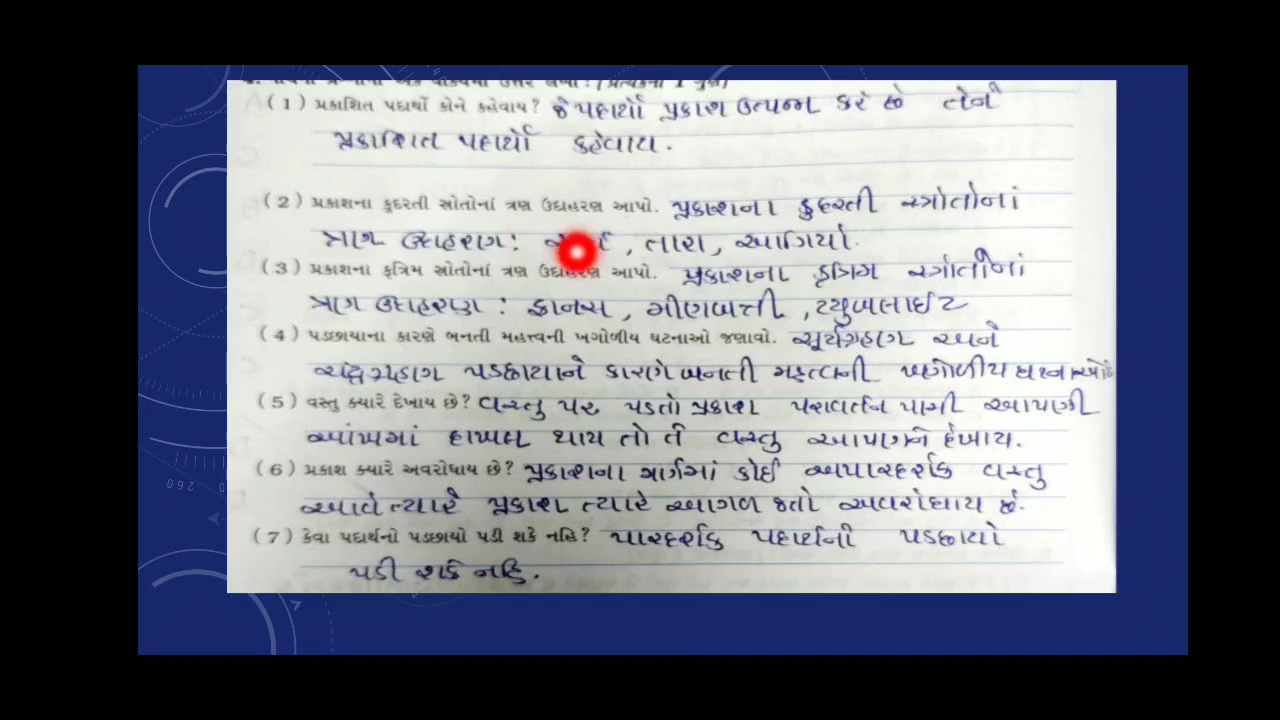 (1) પ્રકાશિત પદાર્થો કોને કહેવાય? જે પદાર્થો પ્રકાશ ઉત્પન્ન કરે છે તેને
પ્રકાશિત પદાર્થો કહેવાય.
(2) પ્રકાશના કુદરતી સ્રોતોનાં ત્રણ ઉદાહરણ આપો. પ્રકાશના કુદરતી સ્ત્રોતોનાં
ત્રણ ઉદાહરણ: , તારા, આગિયો.
(3) પ્રકાશના કૃત્રિમ સ્રોતોનાં ત્રણ ઉદાહરણ આપો. પ્રકાશના કૃત્રિમ સ્ત્રોતોનાં
ત્રણ ઉદાહરણ : ફાનસ, મીણબત્તી, ટ્યુબલાઈટ
(4) પડછાયાના કારણે બનતી મહત્ત્વની ખગોળીય ઘટનાઓ જણાવો. સૂર્યગ્રહણ અને
ચંદ્રગ્રહણ પડછાયાને કારણે બનતી મહત્વની ખગોળીય ઘટનાઓ
(5) વસ્તુ ક્યારે દેખાય છે? વસ્તુ પર પડતો પ્રકાશ પરાવર્તન પામી આપણી
આંખમાં દાખલ થાય તો તે વસ્તુ આપણને દેખાય.
(6) પ્રકાશ ક્યારે અવરોધાય છે? પ્રકાશના માર્ગમાં કોઈ અપારદર્શક વસ્તુ
આવે ત્યારે પ્રકાશ ત્યારે આગળ જતો અવરોધાય છે.
(7) કેવા પદાર્થનો પડછાયો પડી શકે નહિ? પારદર્શક પદાર્થની પડછાયો
પડી શકે નહિ.
260